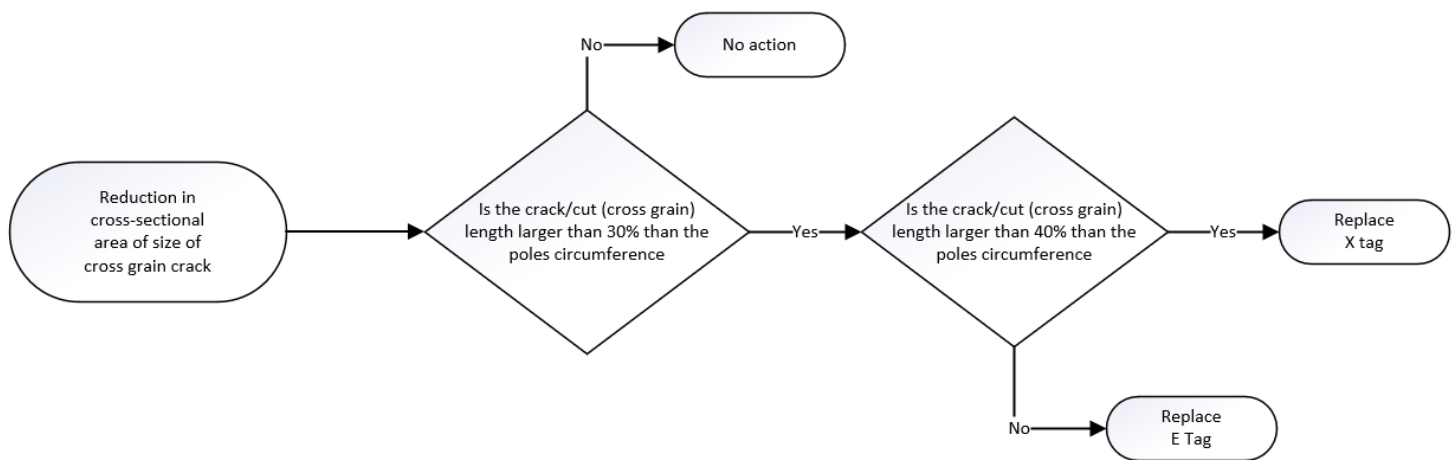 No
No action
Reduction in
cross-sectional
area of size of
cross grain crack
Is the crack/cut (cross grain)
length larger than 30% than the
poles circumference
Yes
Is the crack/cut (cross grain)
length larger than 40% than the
poles circumference
Yes
Replace
X tag
No
Replace
E Tag